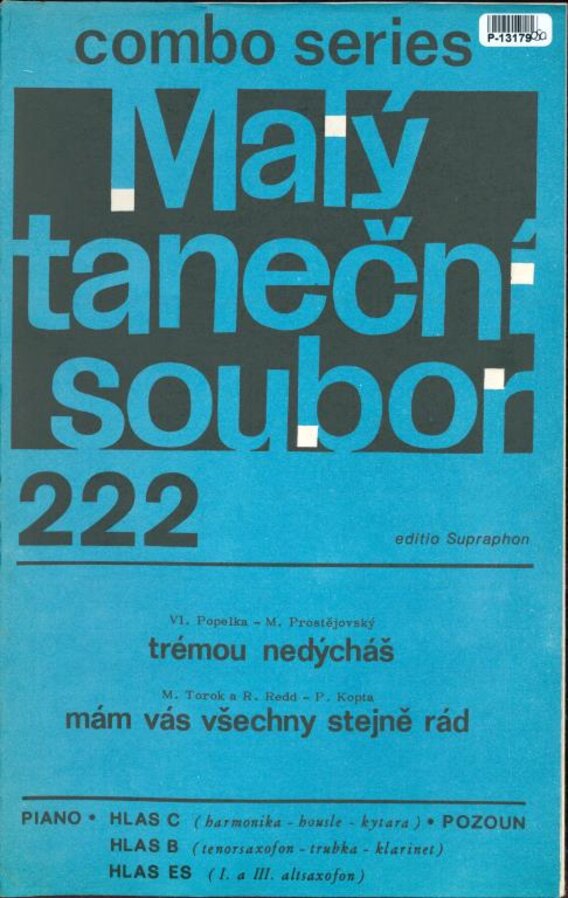 combo series
P-13179
Malý
taneční
soubor
222
editio Supraphon
Vl. Popelka – M. Prostějovský
trémou nedýcháš
M. Torok a R. Redd – P. Kopta
mám vás všechny stejně rád
PIANO • HLAS C (harmonika - housle - kytara) • POZOUN
HLAS B (tenorsaxofon - trubka - klarinet)
HLAS ES (I. a III. altsaxofon)